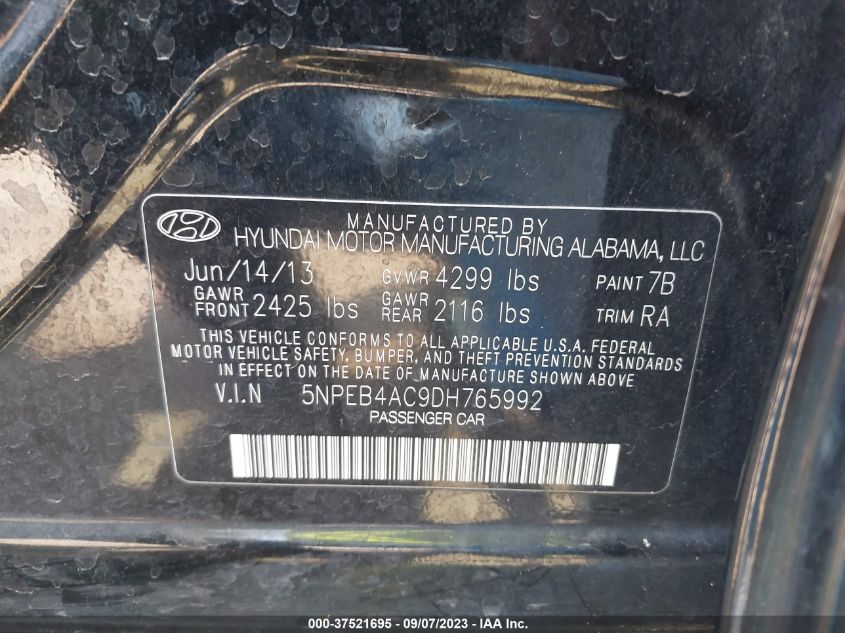 MANUFACTURED BY
HYUNDAI MOTOR MANUFACTURING ALABAMA, LLC
Jun/14/13 GVWR 4299 lbs PAINT 7B
GAWR FRONT 2425 lbs GAWR REAR 2116 lbs TRIM RA
THIS VEHICLE CONFORMS TO ALL APPLICABLE U.S.A. FEDERAL
MOTOR VEHICLE SAFETY, BUMPER, AND THEFT PREVENTION STANDARDS
IN EFFECT ON THE DATE OF MANUFACTURE SHOWN ABOVE
V.I.N 5NPEB4AC9DH765992
PASSENGER CAR
000-37521695 - 09/07/2023 - IAA Inc.